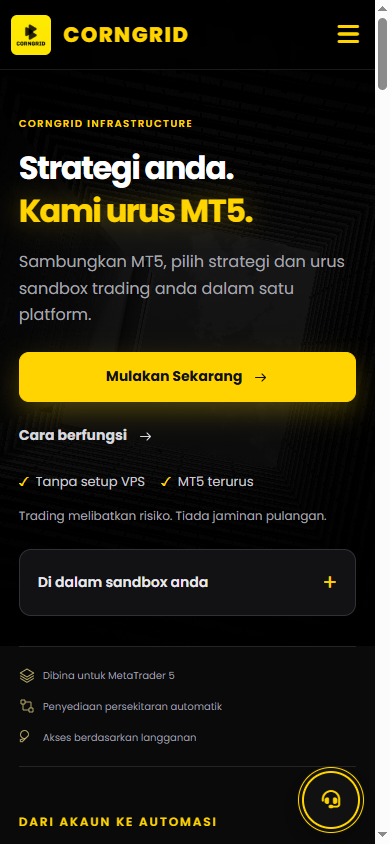 CORNGRID
CORNGRID
CORNGRID INFRASTRUCTURE
Strategi anda.
Kami urus MT5.
Sambungkan MT5, pilih strategi dan urus
sandbox trading anda dalam satu
platform.
Mulakan Sekarang →
Cara berfungsi →
✓ Tanpa setup VPS ✓ MT5 terurus
Trading melibatkan risiko. Tiada jaminan pulangan.
Di dalam sandbox anda +
Dibina untuk MetaTrader 5
Penyediaan persekitaran automatik
Akses berdasarkan langganan
DARI AKAUN KE AUTOMASI